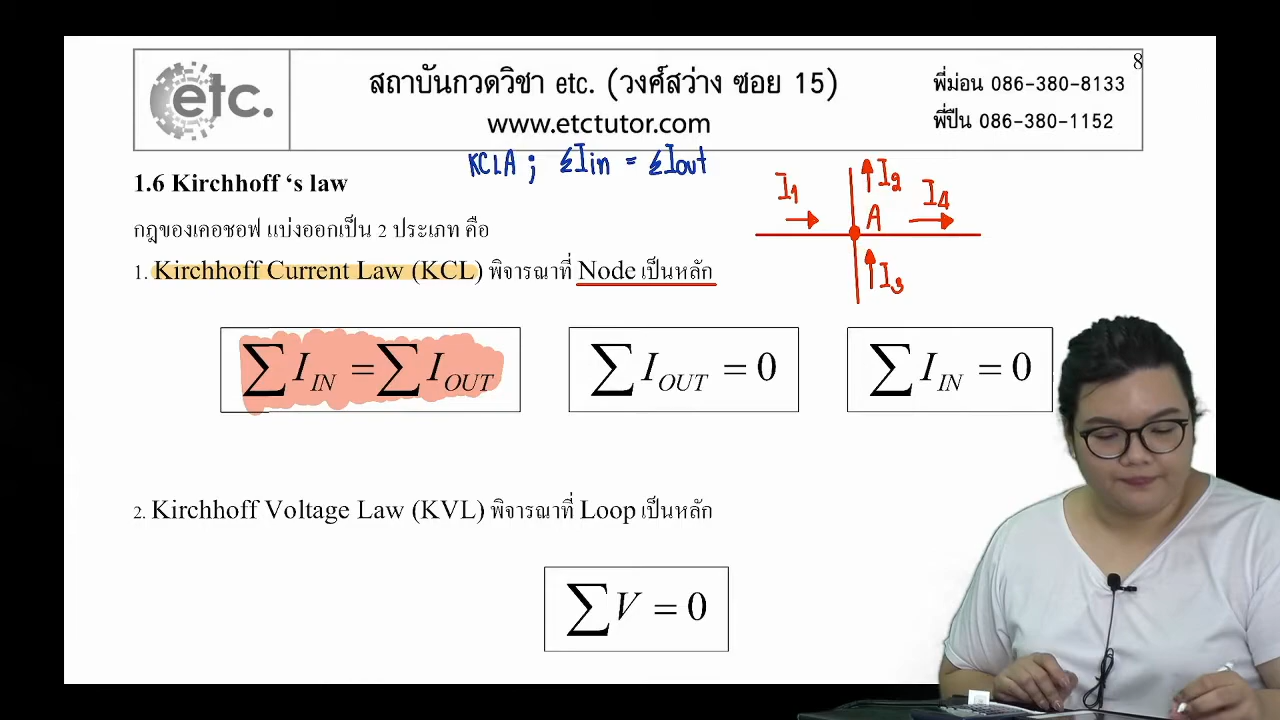 8
etc.
สถาบันกวดวิชา etc. (วงศ์สว่าง ซอย 15)
www.etctutor.com
พี่ม่อน 086-380-8133
พี่ปืน 086-380-1152
KCLA ; ΣIin = ΣIout
1.6 Kirchhoff ‘s law
I1
I2
A
I4
I3
กฎของเคอชอฟ แบ่งออกเป็น 2 ประเภท คือ
1. Kirchhoff Current Law (KCL) พิจารณาที่ Node เป็นหลัก
∑ I_IN = ∑ I_OUT
∑ I_OUT = 0
∑ I_IN = 0
2. Kirchhoff Voltage Law (KVL) พิจารณาที่ Loop เป็นหลัก
∑ V = 0